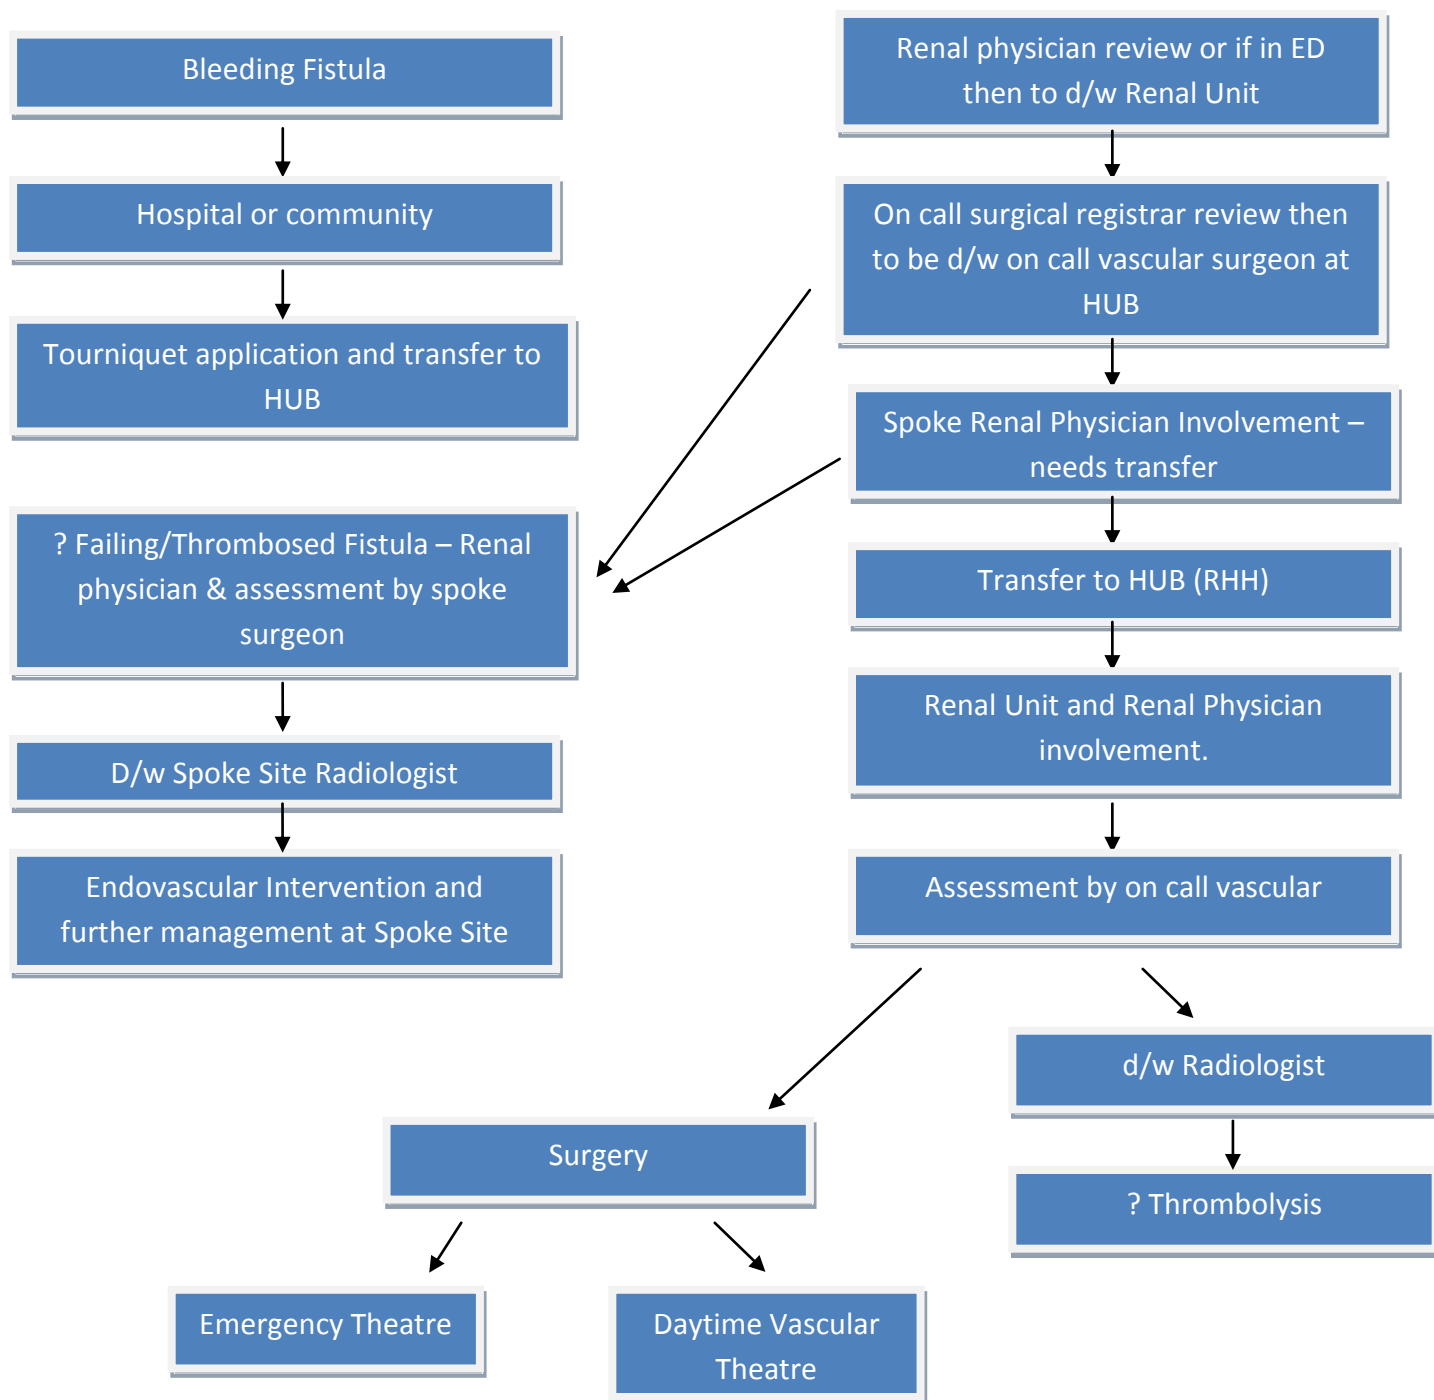 Bleeding Fistula
Hospital or community
Tourniquet application and transfer to
HUB
? Failing/Thrombosed Fistula – Renal
physician & assessment by spoke
surgeon
D/w Spoke Site Radiologist
Endovascular Intervention and
further management at Spoke Site
Renal physician review or if in ED
then to d/w Renal Unit
On call surgical registrar review then
to be d/w on call vascular surgeon at
HUB
Spoke Renal Physician Involvement –
needs transfer
Transfer to HUB (RHH)
Renal Unit and Renal Physician
involvement.
Assessment by on call vascular
d/w Radiologist
? Thrombolysis
Surgery
Emergency Theatre
Daytime Vascular
Theatre